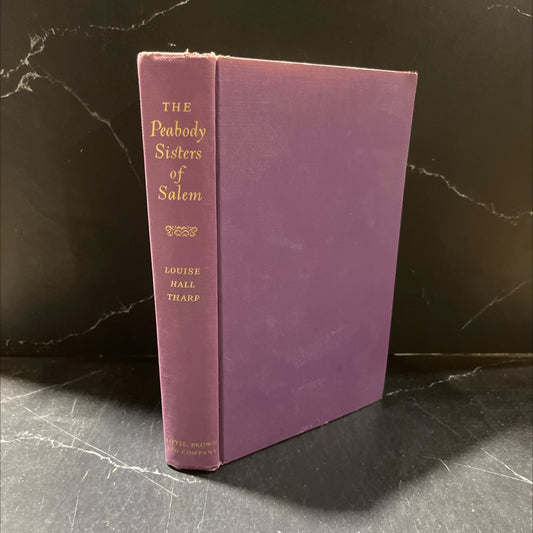 THE
Peabody
Sisters
of
Salem
LOUISE
HALL
THARP
LITTLE, BROWN
AND COMPANY